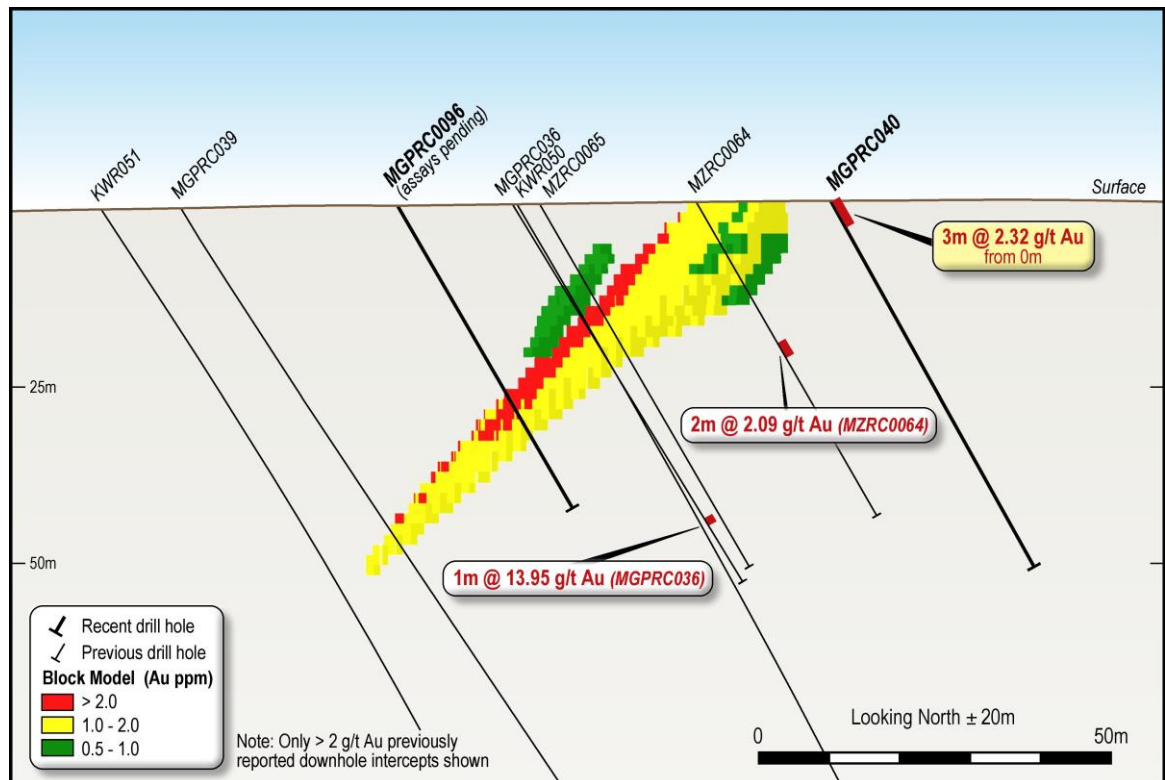 KWR051
MGPRC039
MGPRC0096
(assays pending)
MGPRC036
KWR050
MZRC0065
MZRC0064
MGPRC040
Surface
3m @ 2.32 g/t Au
from 0m
25m
2m @ 2.09 g/t Au (MZRC0064)
50m
1m @ 13.95 g/t Au (MGPRC036)
Recent drill hole
Previous drill hole
Block Model (Au ppm)
> 2.0
1.0 - 2.0
0.5 - 1.0
Note: Only > 2 g/t Au previously
reported downhole intercepts shown
Looking North ± 20m
0
50m